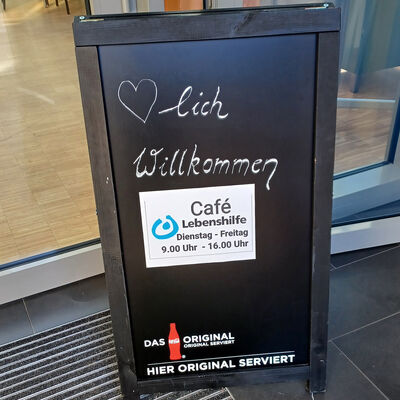 ♡lich
Willkommen
Café
Lebenshilfe
Dienstag - Freitag
9.00 Uhr - 16.00 Uhr
DAS ORIGINAL
ORIGINAL SERVIERT
HIER ORIGINAL SERVIERT